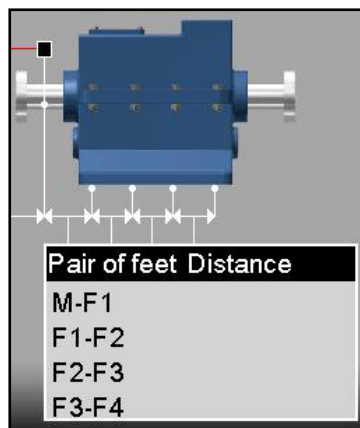 Pair of feet Distance
M-F1
F1-F2
F2-F3
F3-F4